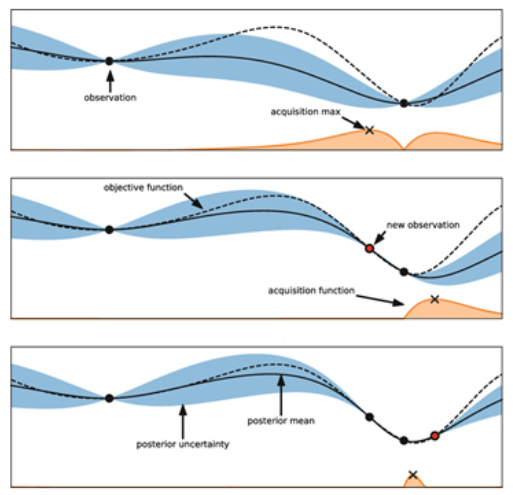 observation
acquisition max
objective function
new observation
acquisition function
posterior mean
posterior uncertainty